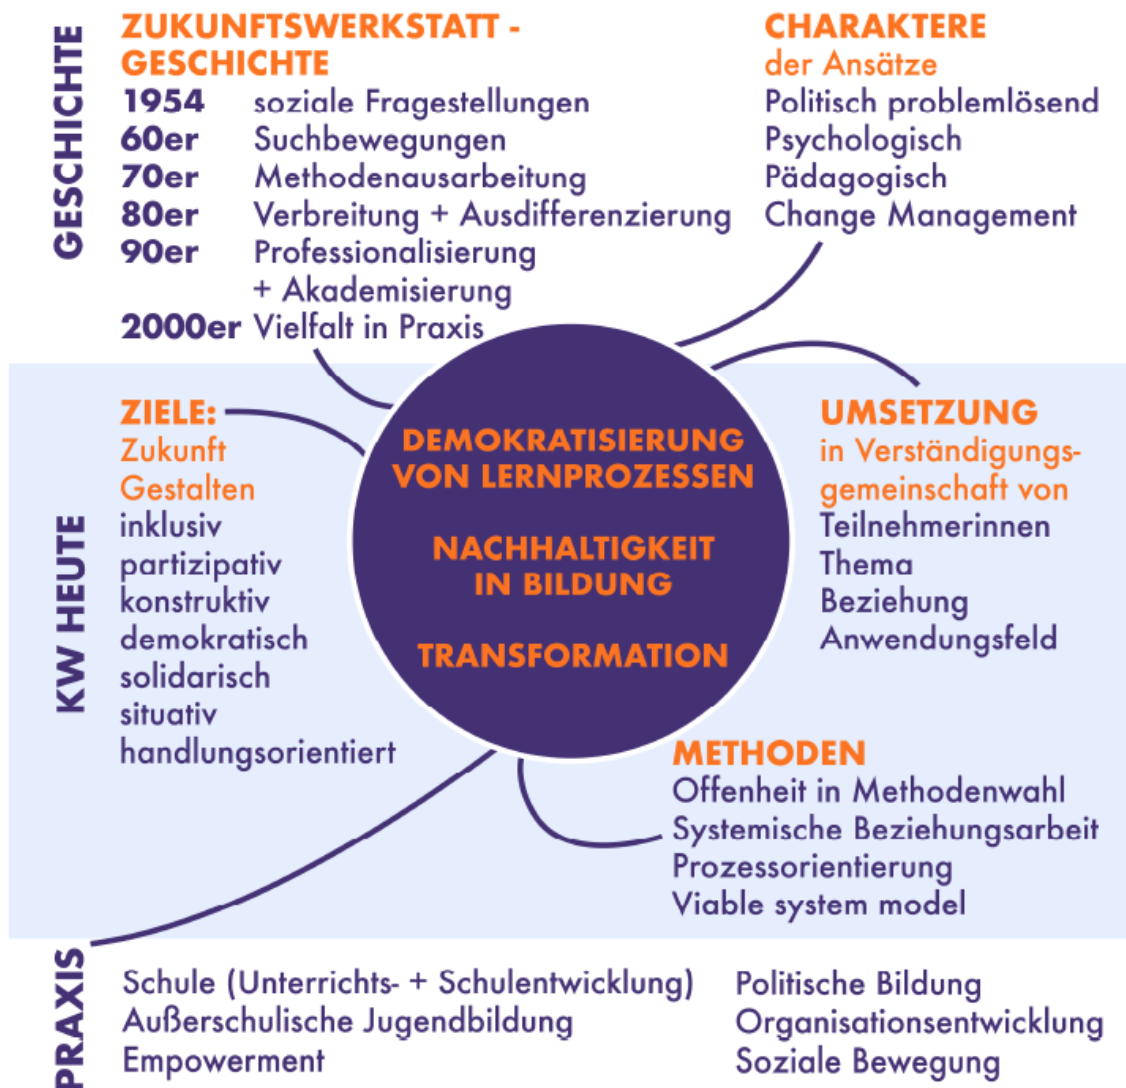 GESCHICHTE
ZUKUNFTSWERKSTATT -
GESCHICHTE
1954 soziale Fragestellungen
60er Suchbewegungen
70er Methodenausarbeitung
80er Verbreitung + Ausdifferenzierung
90er Professionalisierung
+ Akademisierung
2000er Vielfalt in Praxis
CHARAKTERE
der Ansätze
Politisch problemlösend
Psychologisch
Pädagogisch
Change Management
KW HEUTE
ZIELE:
Zukunft
Gestalten
inklusiv
partizipativ
konstruktiv
demokratisch
solidarisch
situativ
handlungsorientiert
DEMOKRATISIERUNG
VON LERNPROZESSEN
NACHHALTIGKEIT
IN BILDUNG
TRANSFORMATION
UMSETZUNG
in Verständigungs-
gemeinschaft von
Teilnehmerinnen
Thema
Beziehung
Anwendungsfeld
METHODEN
Offenheit in Methodenwahl
Systemische Beziehungsarbeit
Prozessorientierung
Viable system model
PRAXIS
Schule (Unterrichts- + Schulentwicklung)
Außerschulische Jugendbildung
Empowerment
Politische Bildung
Organisationsentwicklung
Soziale Bewegung